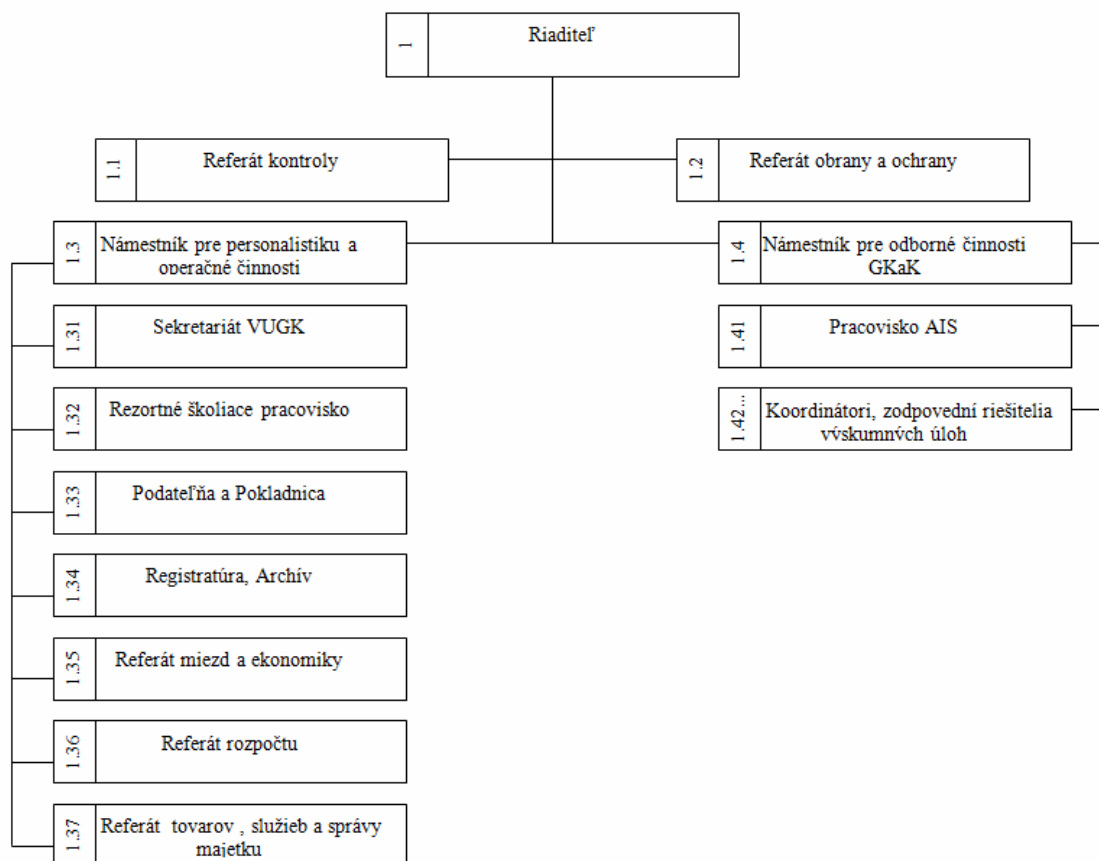 1
Riaditeľ
1.1
Referát kontroly
1.2
Referát obrany a ochrany
1.3
Námestník pre personalistiku a
operačné činnosti
1.4
Námestník pre odborné činnosti
GKaK
1.31
Sekretariát VUGK
1.41
Pracovisko AIS
1.32
Rezortné školiace pracovisko
1.42...
Koordinátori, zodpovední riešitelia
výskumných úloh
1.33
Podateľňa a Pokladnica
1.34
Registratúra, Archív
1.35
Referát miezd a ekonomiky
1.36
Referát rozpočtu
1.37
Referát tovarov , služieb a správy
majetku